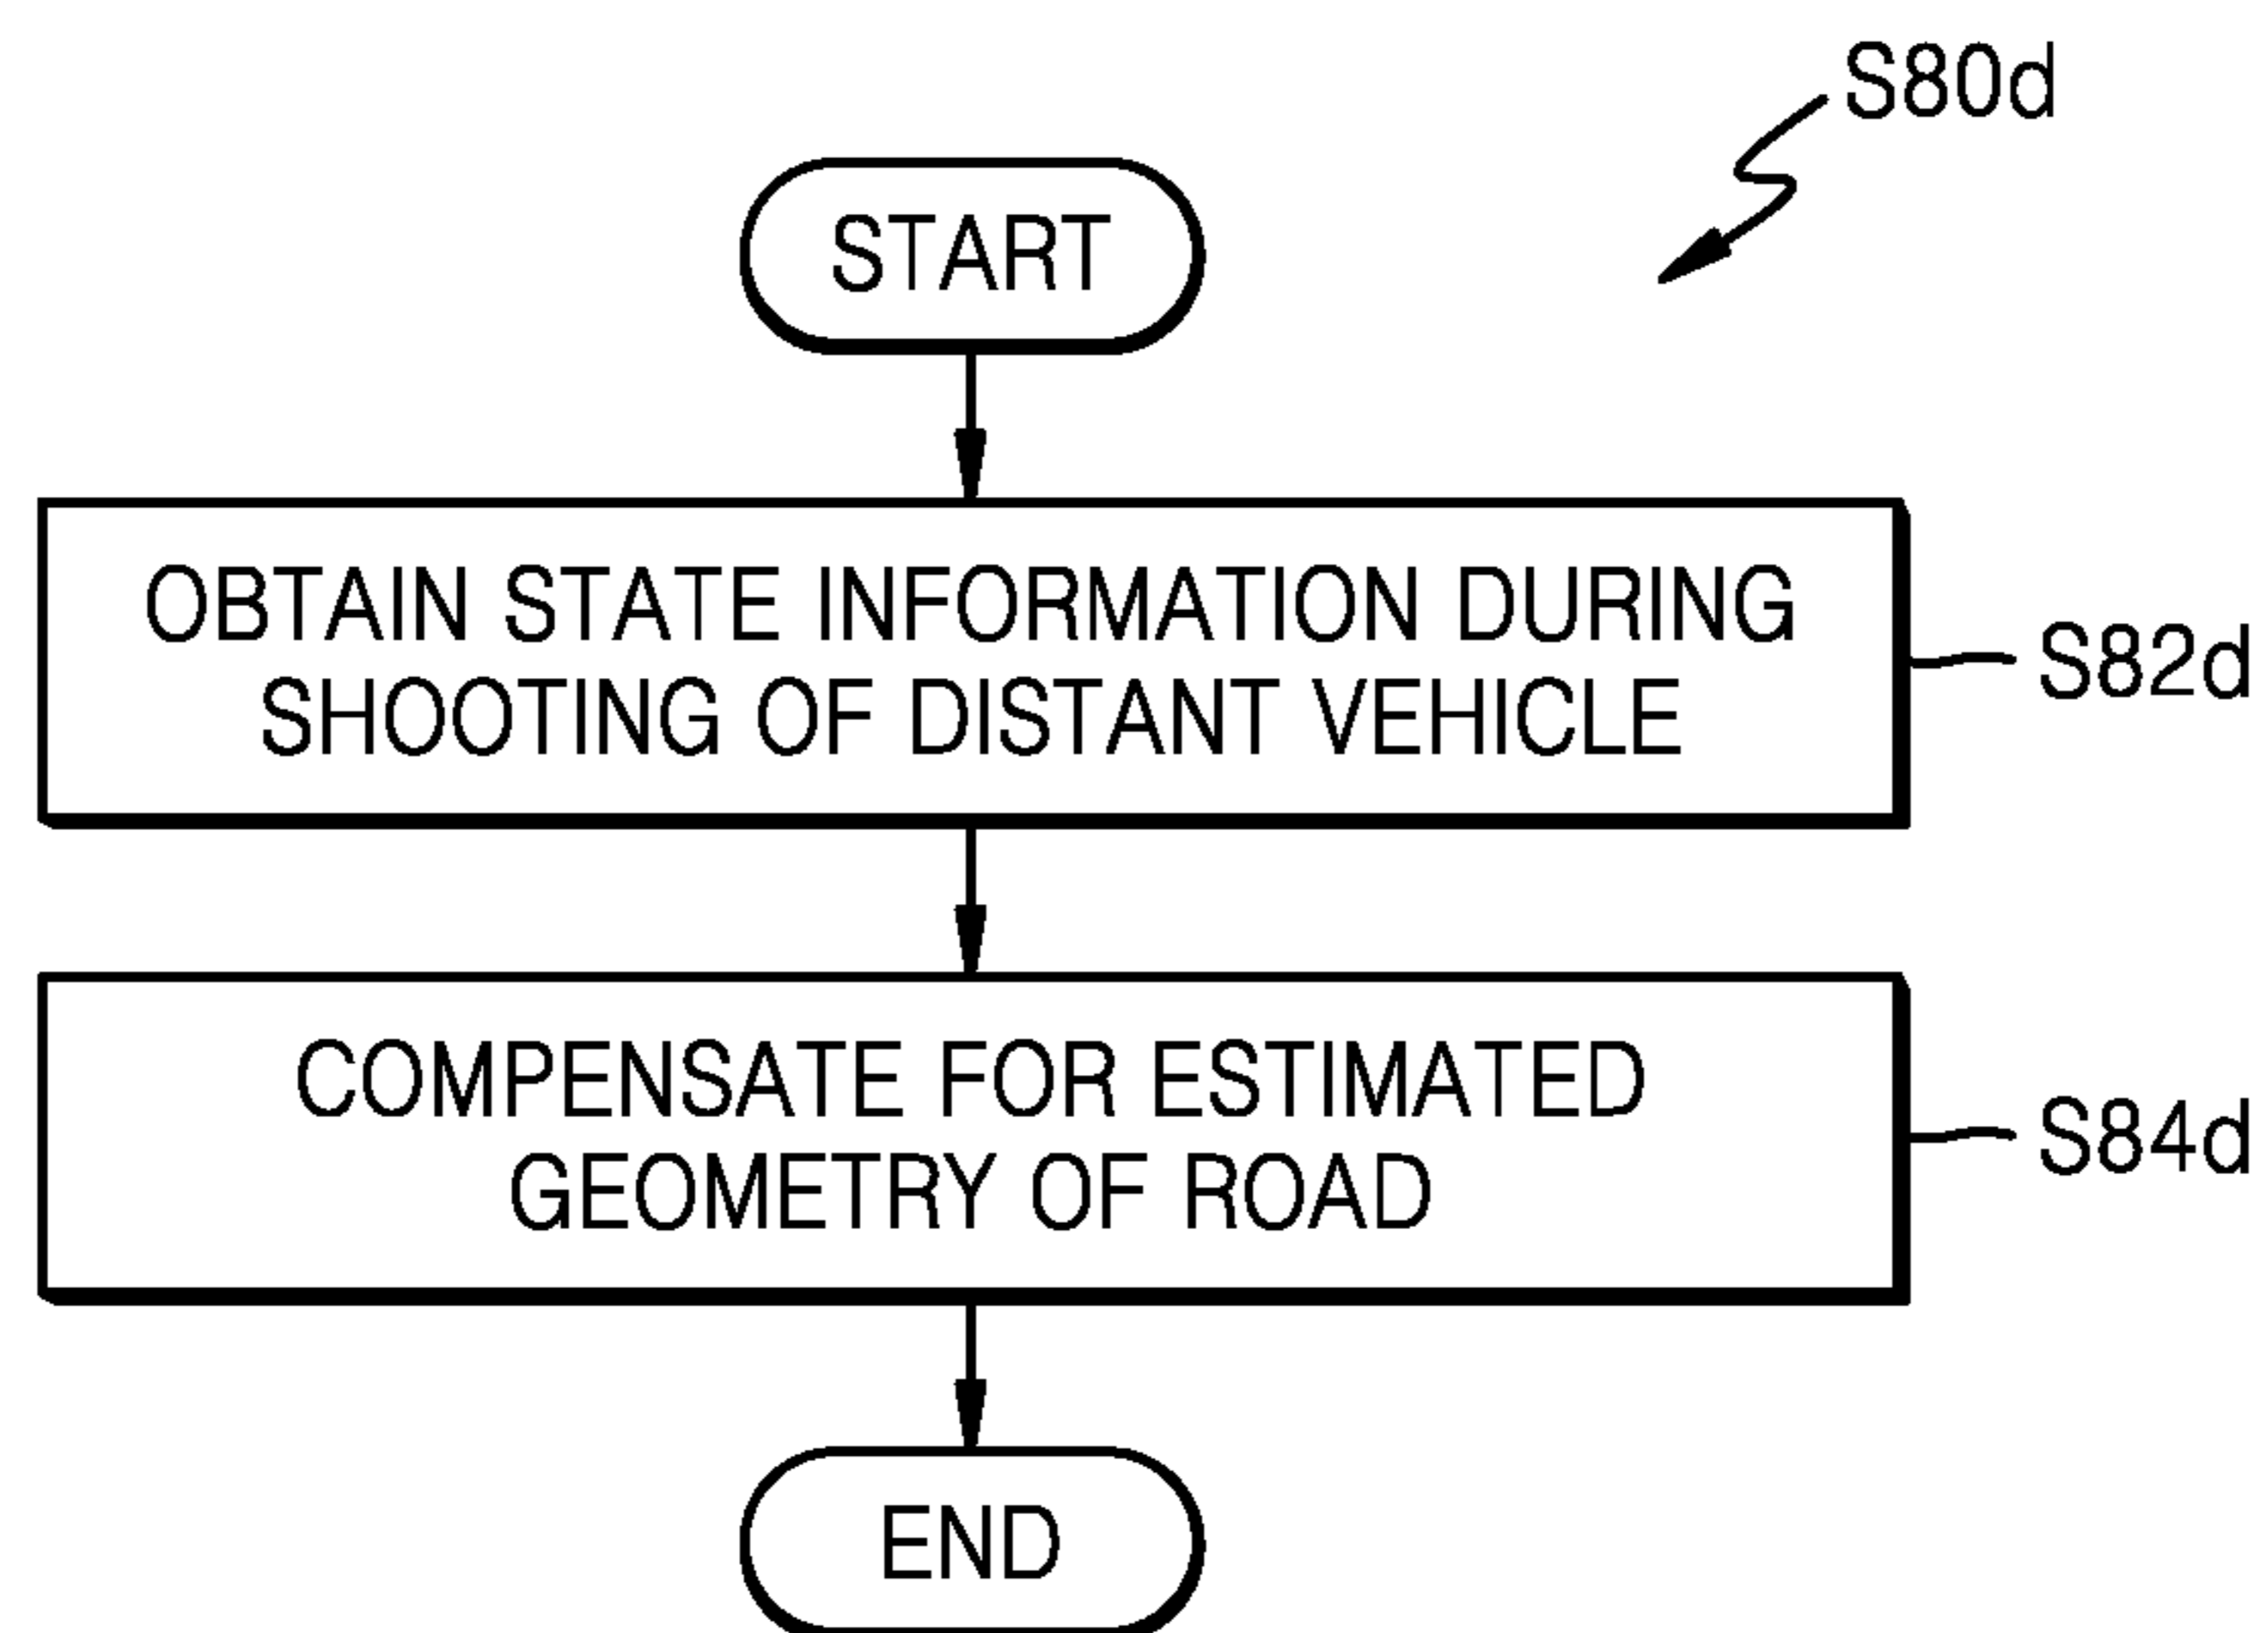 S80d
START
OBTAIN STATE INFORMATION DURING
SHOOTING OF DISTANT VEHICLE
S82d
COMPENSATE FOR ESTIMATED
GEOMETRY OF ROAD
S84d
END